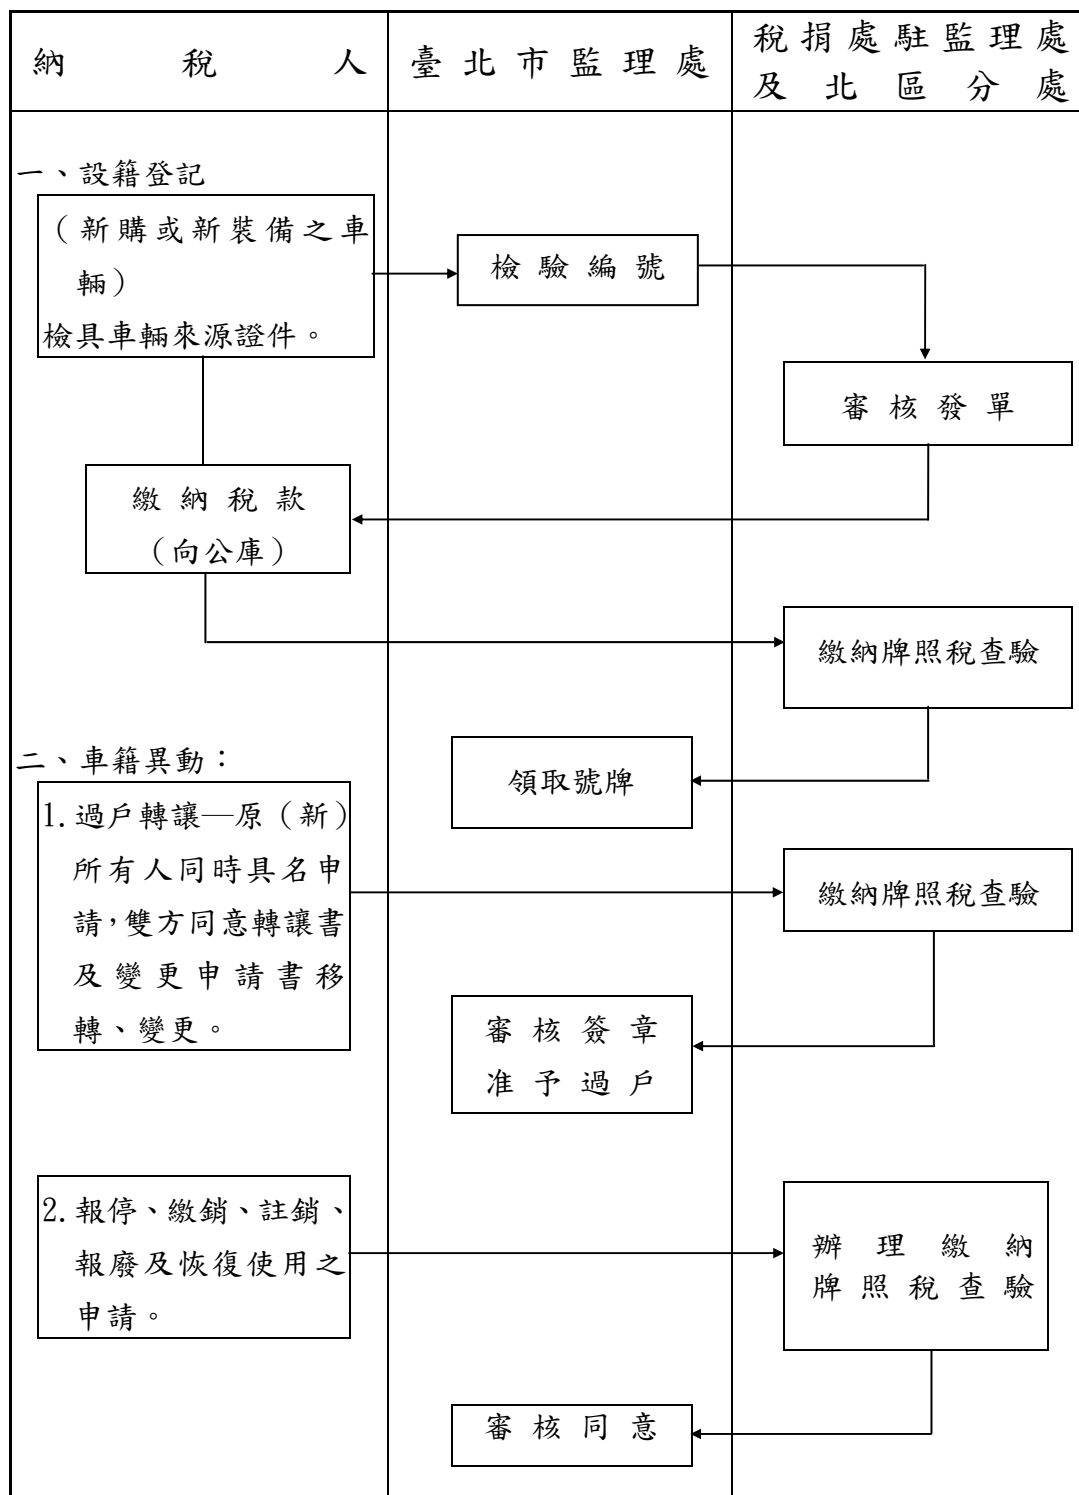 納稅人
臺北市監理處
稅捐處駐監理處
及北區分處
一、設籍登記
（新購或新裝備之車
輛）
檢具車輛來源證件。
檢驗編號
審核發單
繳納稅款
（向公庫）
繳納牌照稅查驗
領取號牌
二、車籍異動：
1.過戶轉讓—原（新）
所有人同時具名申
請，雙方同意轉讓書
及變更申請書移
轉、變更。
繳納牌照稅查驗
審核簽章
准予過戶
2.報停、繳銷、註銷、
報廢及恢復使用之
申請。
辦理繳納
牌照稅查驗
審核同意